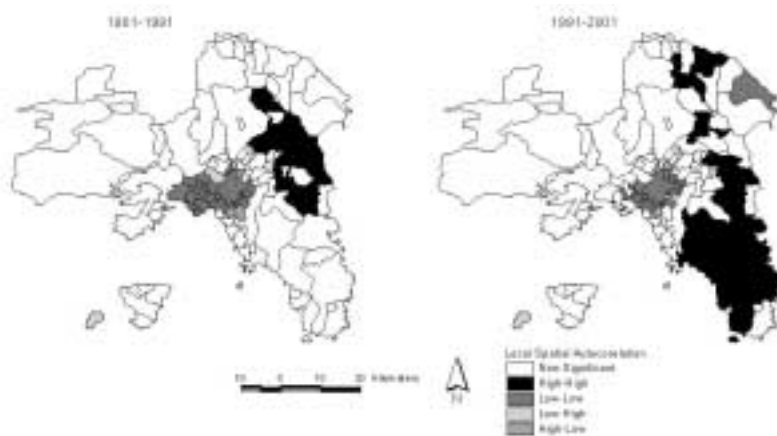 1981-1991
1991-2001
Local Spatial Autocorrelation
Non Significant
High-High
Low-Low
Low-High
High-Low
10 0 10 20 Kilometers
N